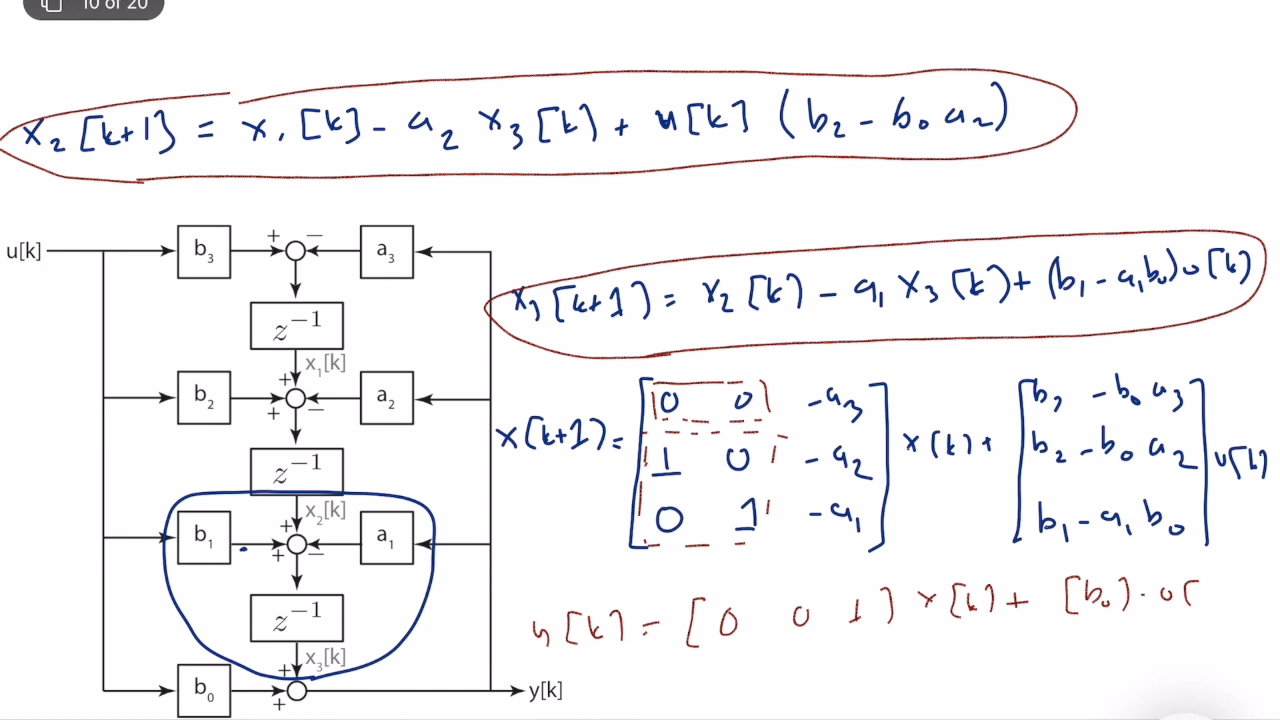 10 of 20
x₂[k+1] = x₁[k] - a₂ x₃[k] + u[k] (b₂ - b₀a₂)
u[k]
b₃ + − a₃
z⁻¹
x₁[k]
b₂ + + − a₂
z⁻¹
x₂[k]
b₁ + + − a₁
z⁻¹
x₃[k]
b₀ + + y[k]
x₃[k+1] = x₂[k] - a₁ x₃[k] + (b₁ - a₁b₀) u[k]
x[k+1] = [0 0 -a₃
1 0 -a₂
0 1 -a₁] x[k] + [b₃ - b₀ a₃
b₂ - b₀ a₂
b₁ - a₁ b₀] u[k]
y[k] = [0 0 1] x[k] + [b₀] · u[